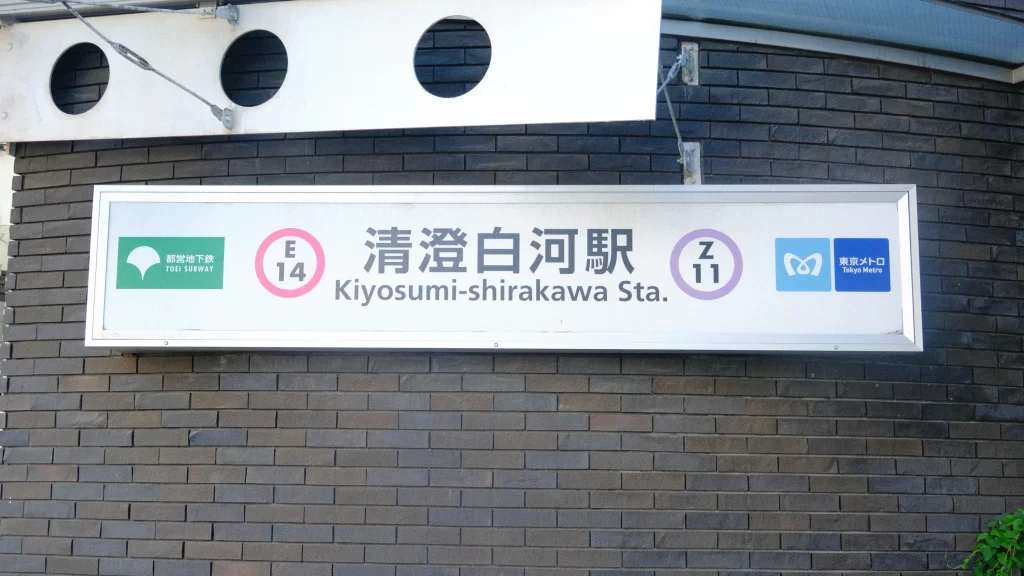 都営地下鉄
TOEI SUBWAY
E
14
清澄白河駅
Kiyosumi-shirakawa Sta.
Z
11
東京メトロ
Tokyo Metro